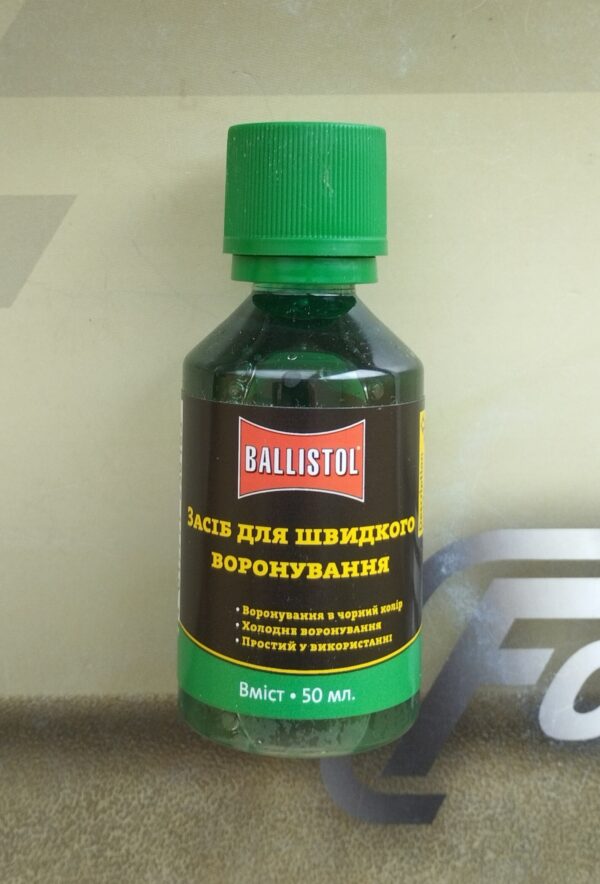 BALLISTOL®
ЗАСІБ ДЛЯ ШВИДКОГО
ВОРОНУВАННЯ
• Воронування в чорний колір
• Холодне воронування
• Простий у використанні
Вміст • 50 мл.